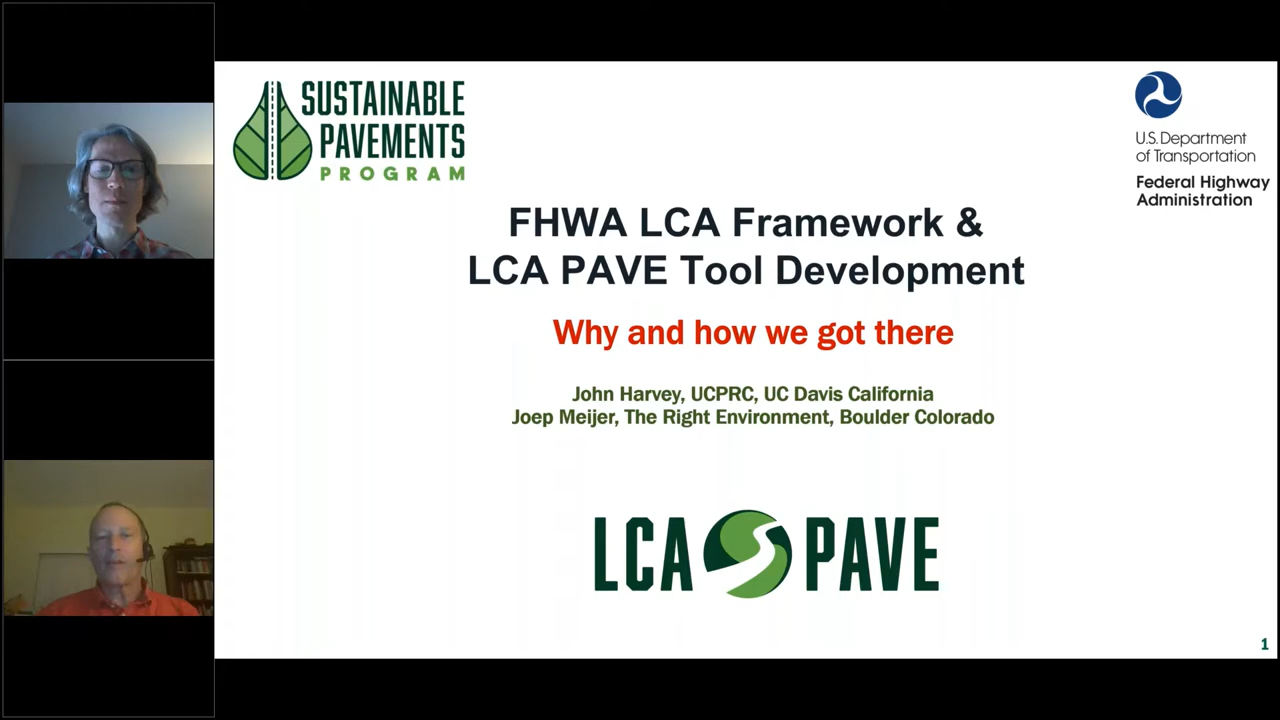 SUSTAINABLE
PAVEMENTS
PROGRAM
U.S. Department
of Transportation
Federal Highway
Administration
FHWA LCA Framework &
LCA PAVE Tool Development
Why and how we got there
John Harvey, UCPRC, UC Davis California
Joep Meijer, The Right Environment, Boulder Colorado
LCA PAVE
1